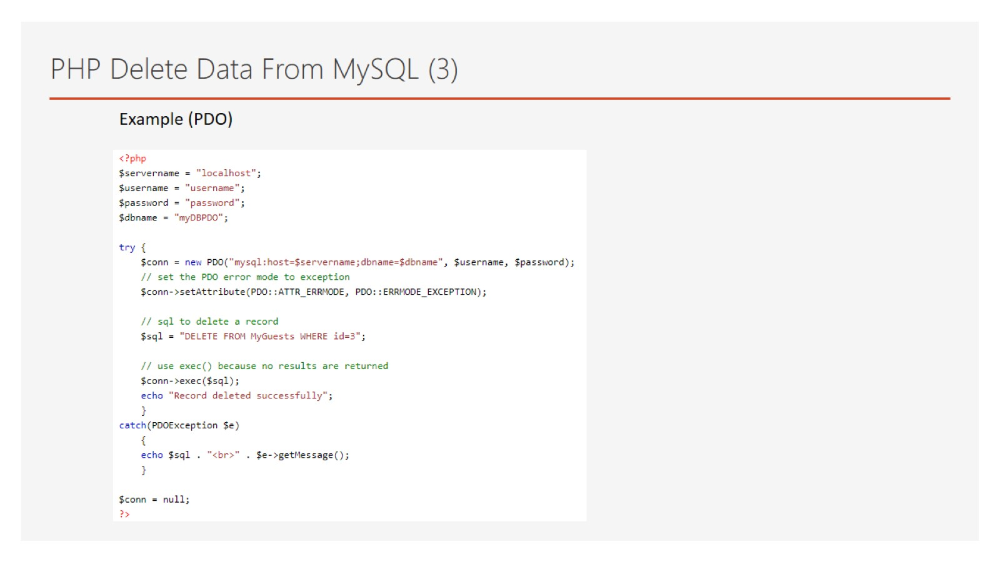 PHP Delete Data From MySQL (3)
Example (PDO)
<?php
$servername = "localhost";
$username = "username";
$password = "password";
$dbname = "myDBPDO";
try {
$conn = new PDO("mysql:host=$servername;dbname=$dbname", $username, $password);
// set the PDO error mode to exception
$conn->setAttribute(PDO::ATTR_ERRMODE, PDO::ERRMODE_EXCEPTION);
// sql to delete a record
$sql = "DELETE FROM MyGuests WHERE id=3";
// use exec() because no results are returned
$conn->exec($sql);
echo "Record deleted successfully";
}
catch(PDOException $e)
{
echo $sql . "<br>" . $e->getMessage();
}
$conn = null;
?>